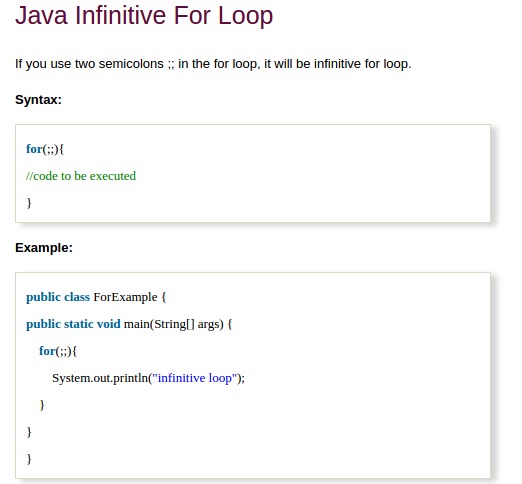 Java Infinitive For Loop
If you use two semicolons ;; in the for loop, it will be infinitive for loop.
Syntax:
for(;;){
//code to be executed
}
Example:
public class ForExample {
public static void main(String[] args) {
    for(;;){
        System.out.println("infinitive loop");
    }
}
}